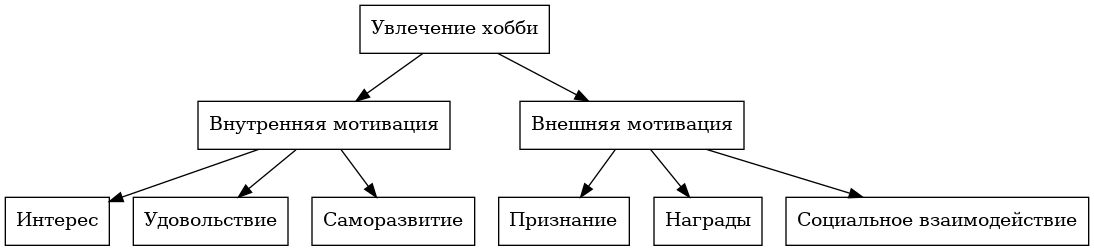 Увлечение хобби
Внутренняя мотивация
Внешняя мотивация
Интерес
Удовольствие
Саморазвитие
Признание
Награды
Социальное взаимодействие